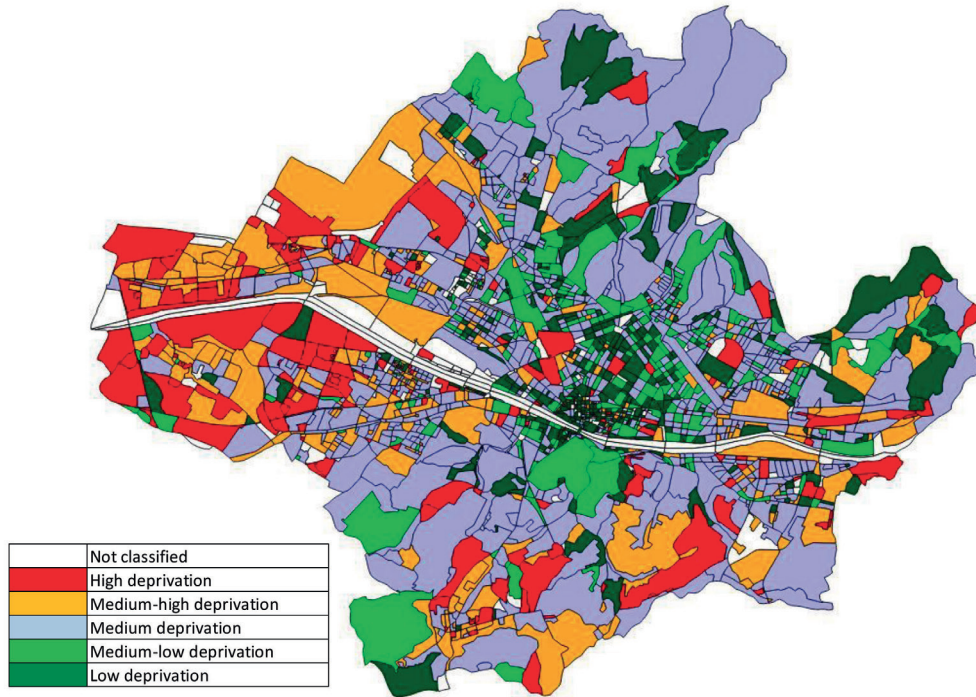 Not classified
High deprivation
Medium-high deprivation
Medium deprivation
Medium-low deprivation
Low deprivation